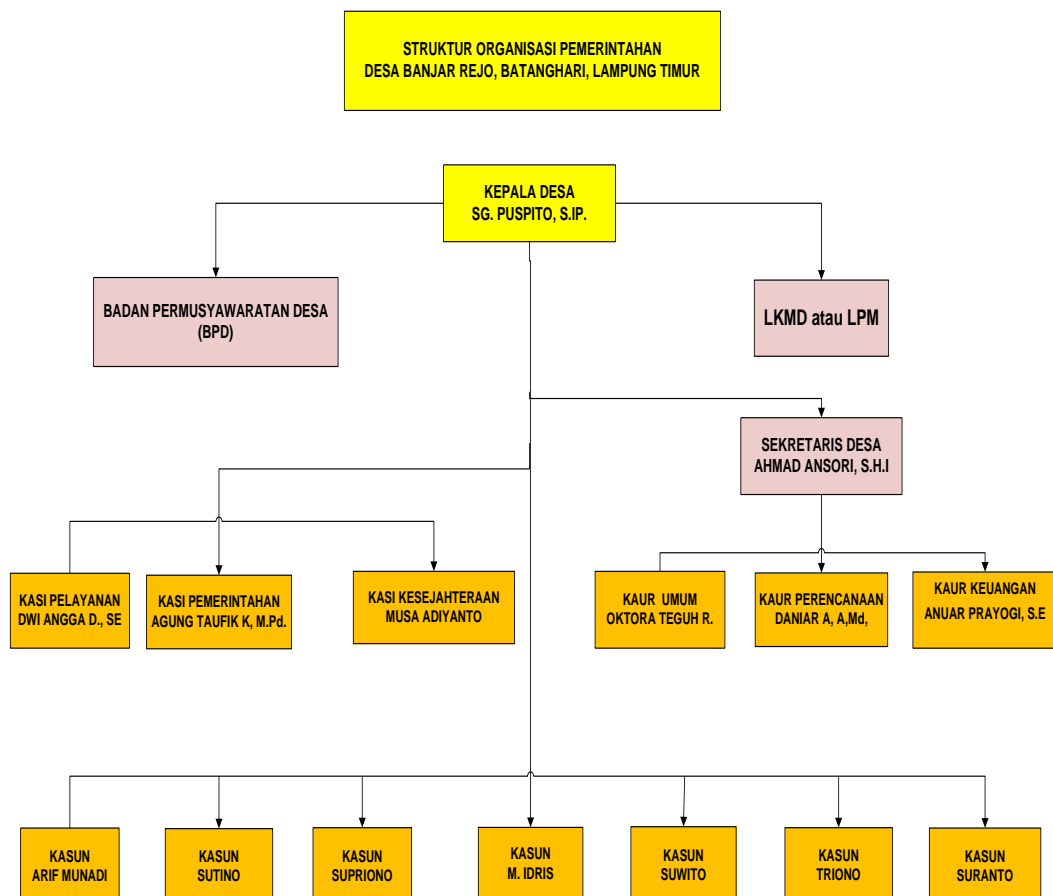 STRUKTUR ORGANISASI PEMERINTAHAN
DESA BANJAR REJO, BATANGHARI, LAMPUNG TIMUR
KEPALA DESA
SG. PUSPITO, S.IP.
BADAN PERMUSYAWARATAN DESA
(BPD)
LKMD atau LPM
SEKRETARIS DESA
AHMAD ANSORI, S.H.I
KASI PELAYANAN
DWI ANGGA D., SE
KASI PEMERINTAHAN
AGUNG TAUFIK K, M.Pd.
KASI KESEJAHTERAAN
MUSA ADIYANTO
KAUR UMUM
OKTORA TEGUH R.
KAUR PERENCANAAN
DANIAR A, A,Md,
KAUR KEUANGAN
ANUAR PRAYOGI, S.E
KASUN
ARIF MUNADI
KASUN
SUTINO
KASUN
SUPRIONO
KASUN
M. IDRIS
KASUN
SUWITO
KASUN
TRIONO
KASUN
SURANTO